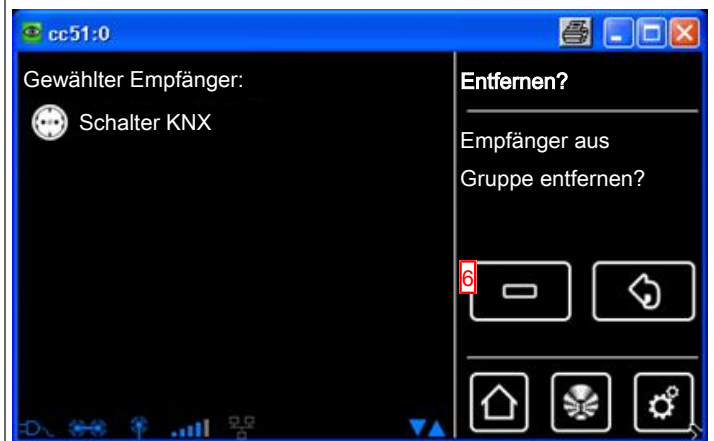 cc51:0
Gewählter Empfänger:
Schalter KNX
Entfernen?
Empfänger aus
Gruppe entfernen?
6